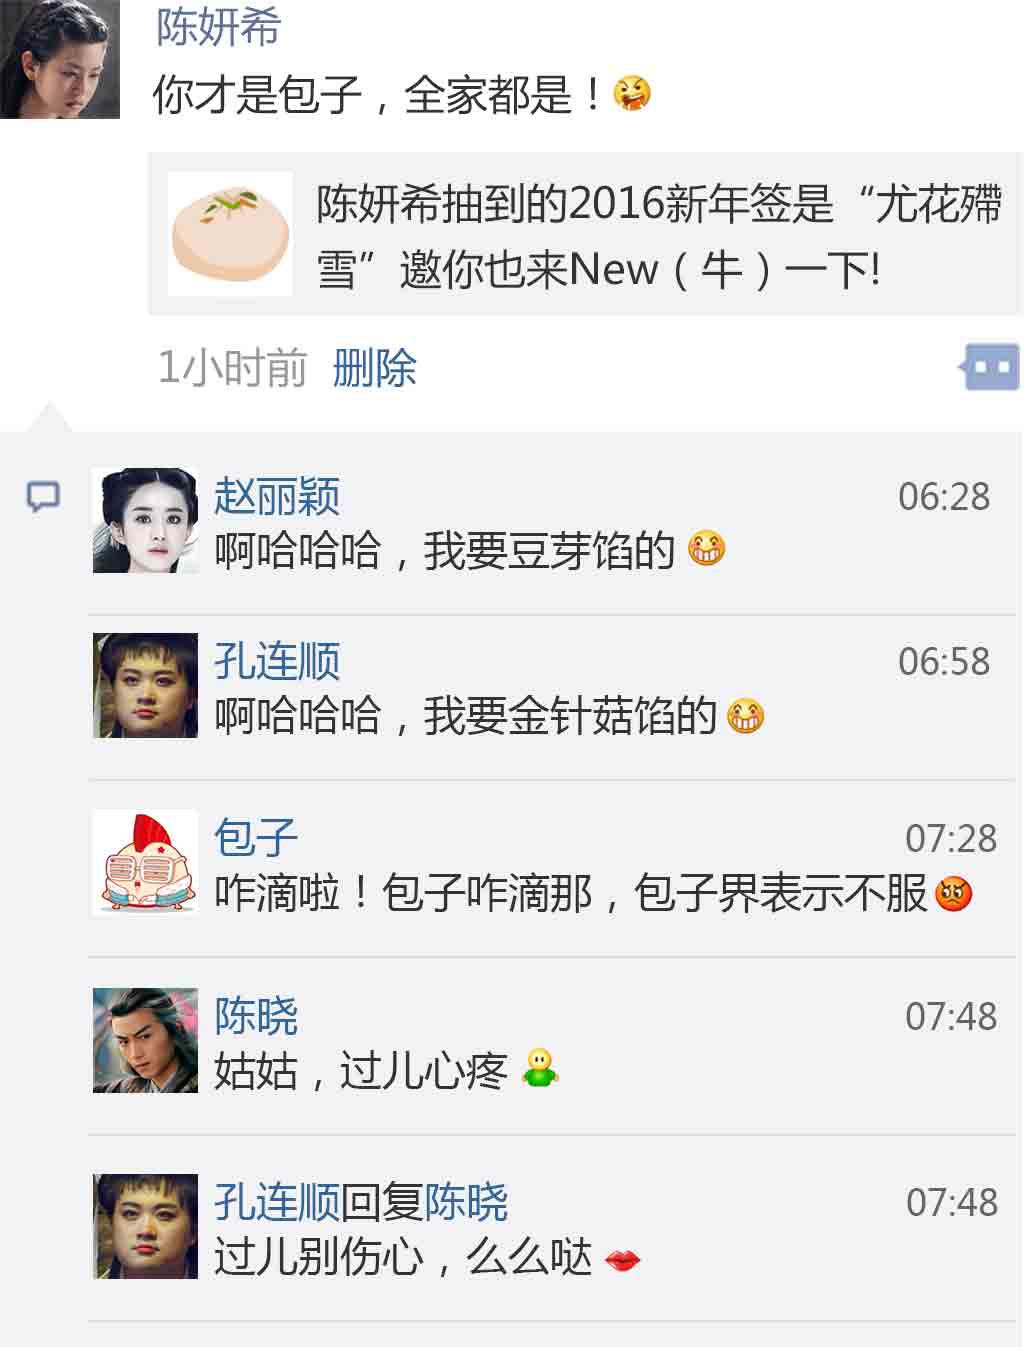 陈妍希
你才是包子，全家都是！
陈妍希抽到的2016新年签是“尤花殢
雪”邀你也来New（牛）一下!
1小时前 删除
赵丽颖 06:28
啊哈哈哈，我要豆芽馅的
孔连顺 06:58
啊哈哈哈，我要金针菇馅的
包子 07:28
咋滴啦！包子咋滴那，包子界表示不服
陈晓 07:48
姑姑，过儿心疼
孔连顺回复陈晓 07:48
过儿别伤心，么么哒